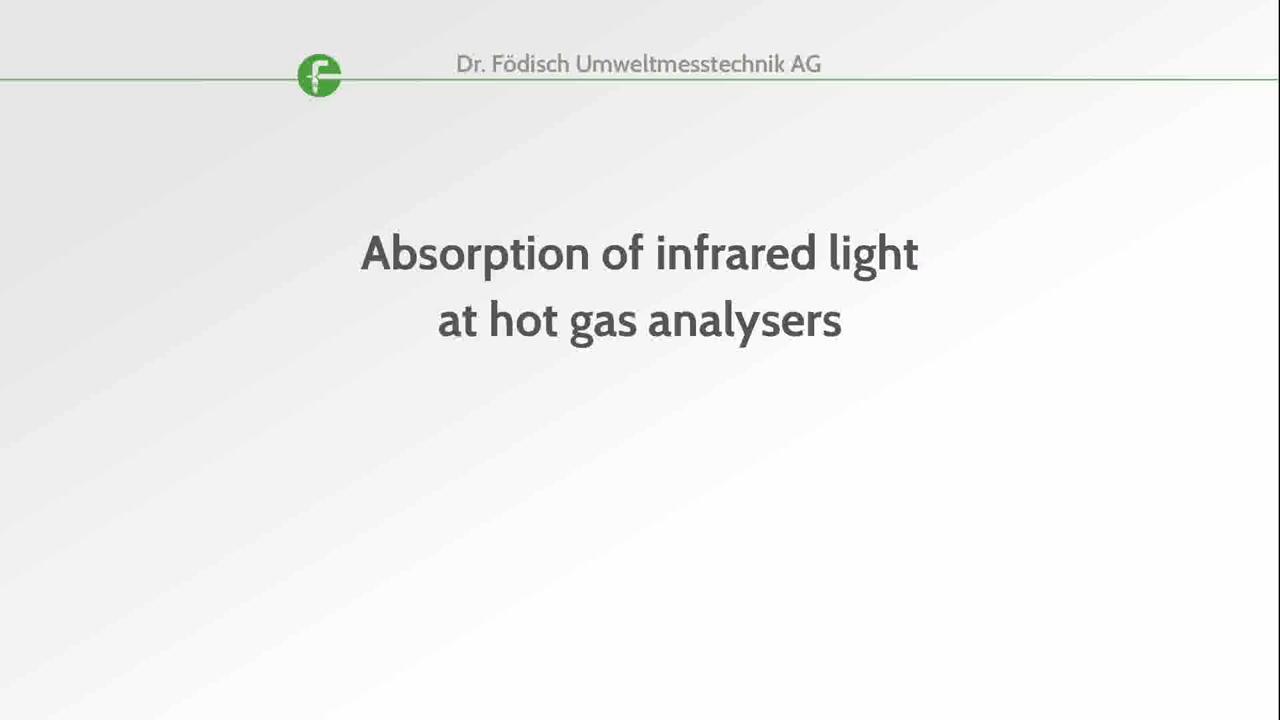 Dr. Födisch Umweltmesstechnik AG
Absorption of infrared light
at hot gas analysers